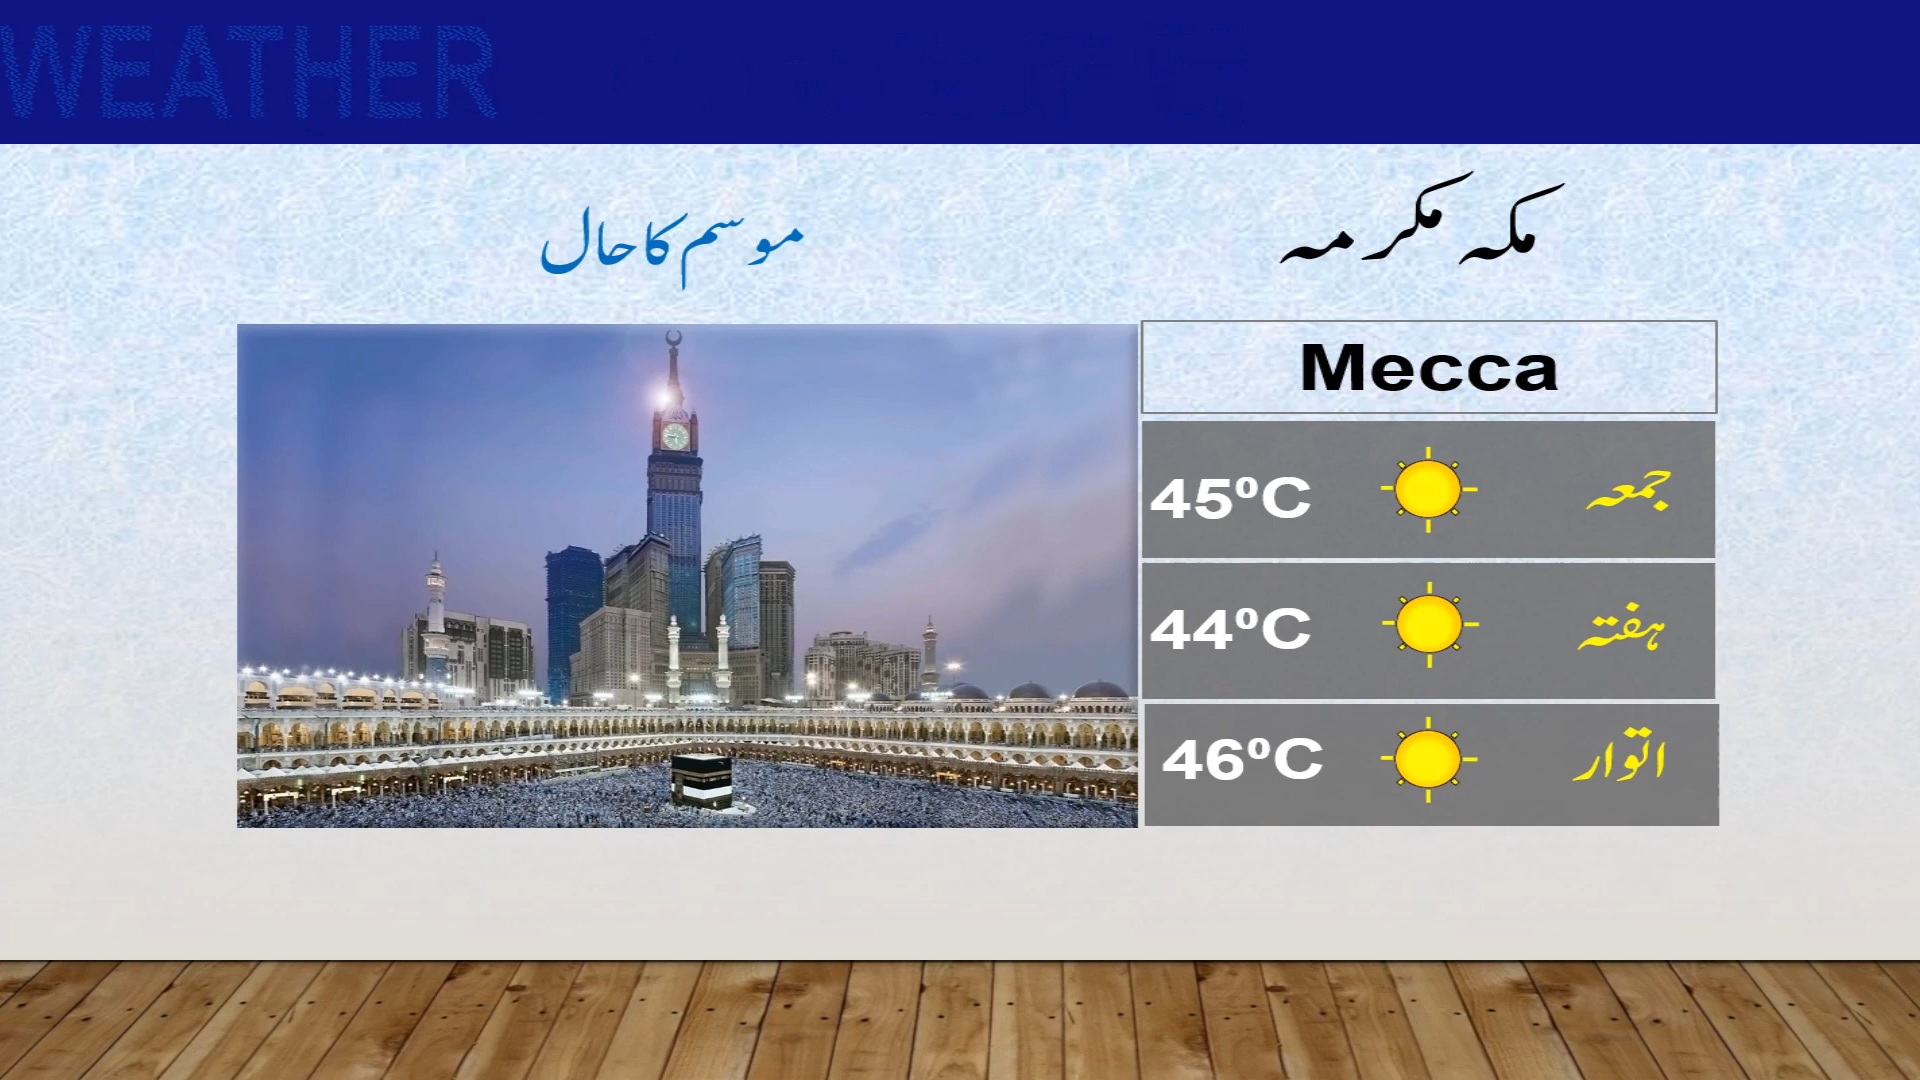 WEATHER
موسم کا حال
مکہ مکرمہ
Mecca
45ºC جمعہ
44ºC ہفتہ
46ºC اتوار